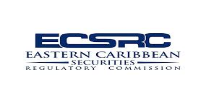 ECSRC
EASTERN CARIBBEAN
SECURITIES
REGULATORY COMMISSION